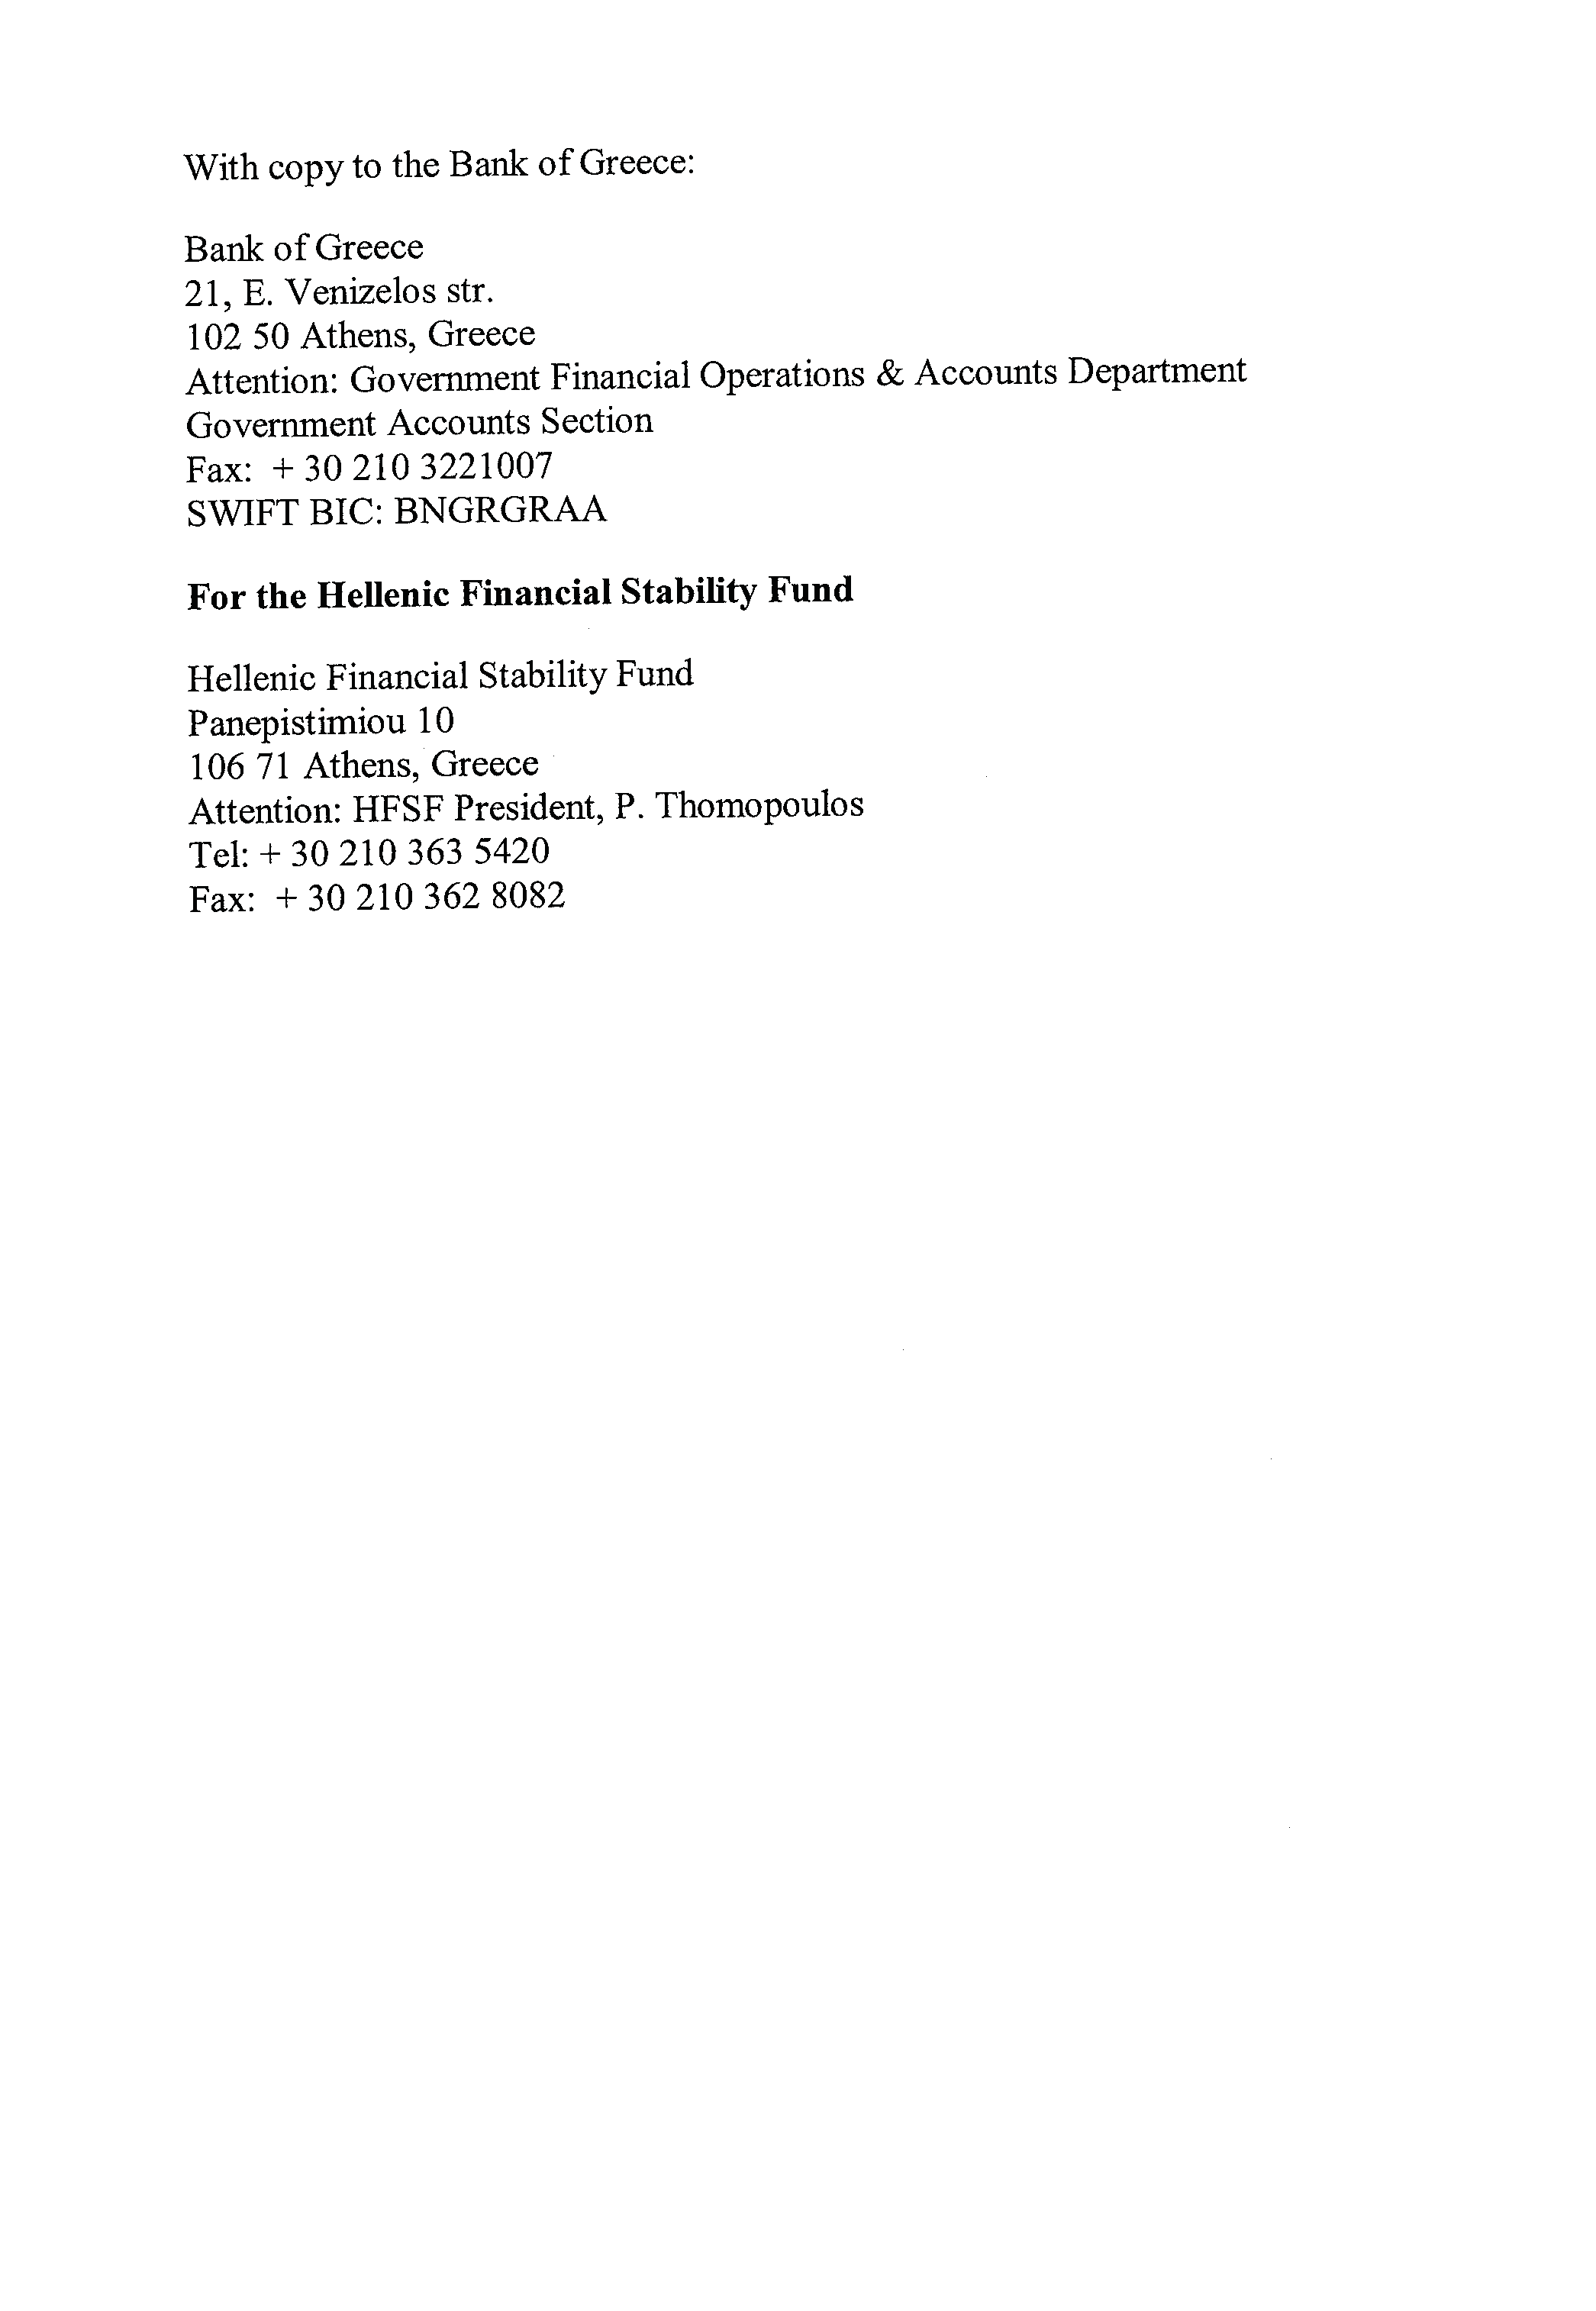 With copy to the Bank of Greece:
Bank of Greece
21, E. Venizelos str.
102 50 Athens, Greece
Attention: Government Financial Operations & Accounts Department
Government Accounts Section
Fax: + 30 210 3221007
SWIFT BIC: BNGRGRAA
For the Hellenic Financial Stability Fund
Hellenic Financial Stability Fund
Panepistimiou 10
106 71 Athens, Greece
Attention: HFSF President, P. Thomopoulos
Tel: + 30 210 363 5420
Fax: + 30 210 362 8082